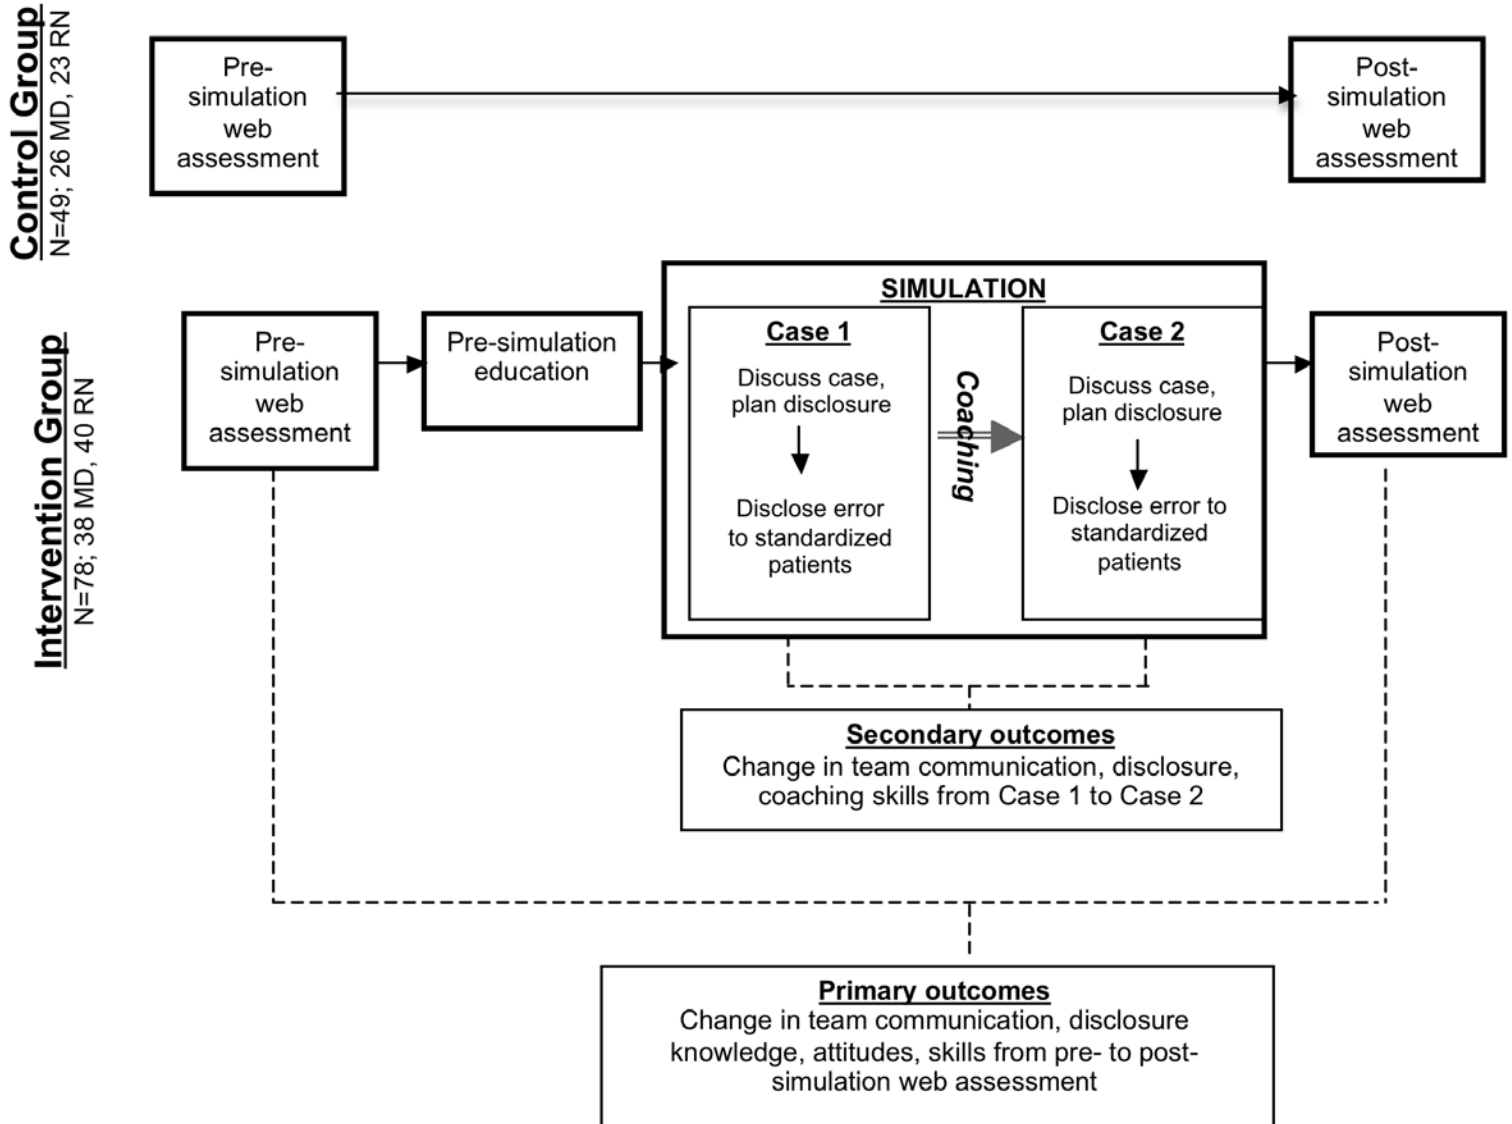 Control Group
N=49; 26 MD, 23 RN
Pre-
simulation
web
assessment
Post-
simulation
web
assessment
Intervention Group
N=78; 38 MD, 40 RN
Pre-
simulation
web
assessment
Pre-simulation
education
SIMULATION
Case 1
Discuss case,
plan disclosure
Disclose error
to standardized
patients
Coaching
Case 2
Discuss case,
plan disclosure
Disclose error to
standardized
patients
Post-
simulation
web
assessment
Secondary outcomes
Change in team communication, disclosure,
coaching skills from Case 1 to Case 2
Primary outcomes
Change in team communication, disclosure
knowledge, attitudes, skills from pre- to post-
simulation web assessment